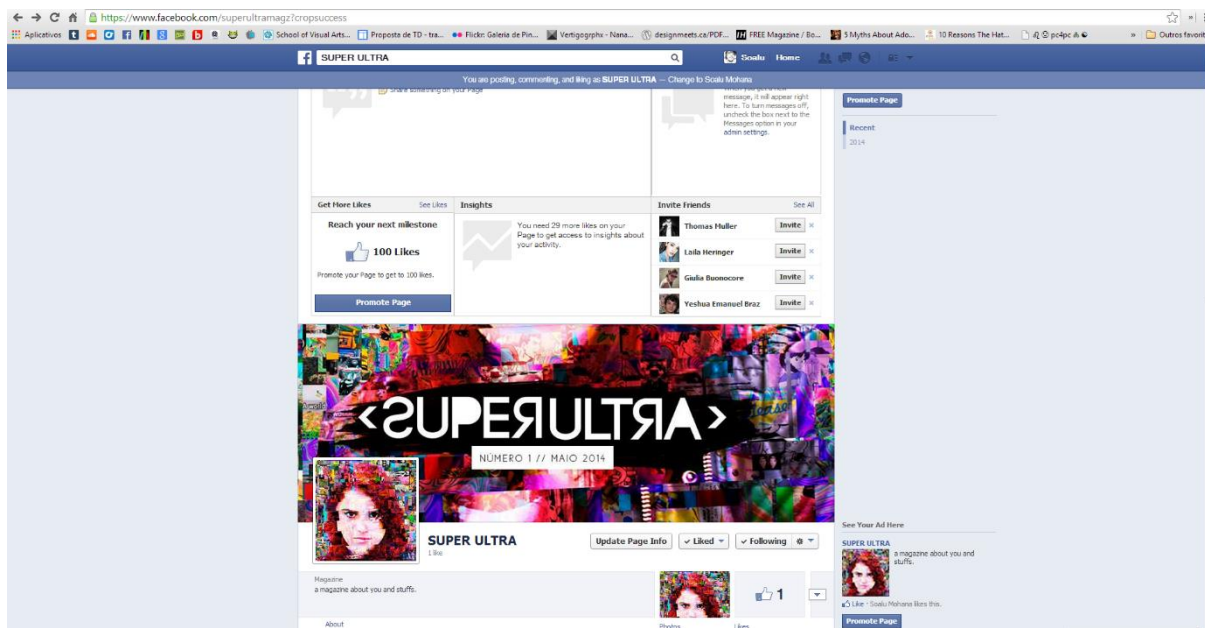 https://www.facebook.com/superultramagz?cropsuccess
Aplicativos
School of Visual Arts...
Proposta de TD - tra...
Flickr: Galeria de Pin...
Vertigogrphs - Nana...
designmeets.ca/PDF...
FREE Magazine / Bo...
5 Myths About Ado...
10 Reasons The Hat...
pc4pc
»
Outros favorit
SUPER ULTRA
Soalu
Home
You are posting, commenting, and liking as SUPER ULTRA — Change to Soalu Mohana
Share something on your Page
message, it will appear right
here. To turn messages off,
uncheck the box next to the
Messages option in your
admin settings.
Promote Page
Recent
2014
Get More Likes
See Likes
Reach your next milestone
100 Likes
Promote your Page to get to 100 likes.
Promote Page
Insights
You need 29 more likes on your
Page to get access to insights about
your activity.
Invite Friends
See All
Thomas Muller
Invite
Laila Heringer
Invite
Giulia Buonocore
Invite
Yeshua Emanuel Braz
Invite
<SUPERULTRA>
NÚMERO 1 // MAIO 2014
SUPER ULTRA
1 like
Update Page Info
✓ Liked
✓ Following
Magazine
a magazine about you and stuffs.
About
Photos
1
Likes
See Your Ad Here
SUPER ULTRA
a magazine about you and
stuffs.
Like · Soalu Mohana likes this.
Promote Page